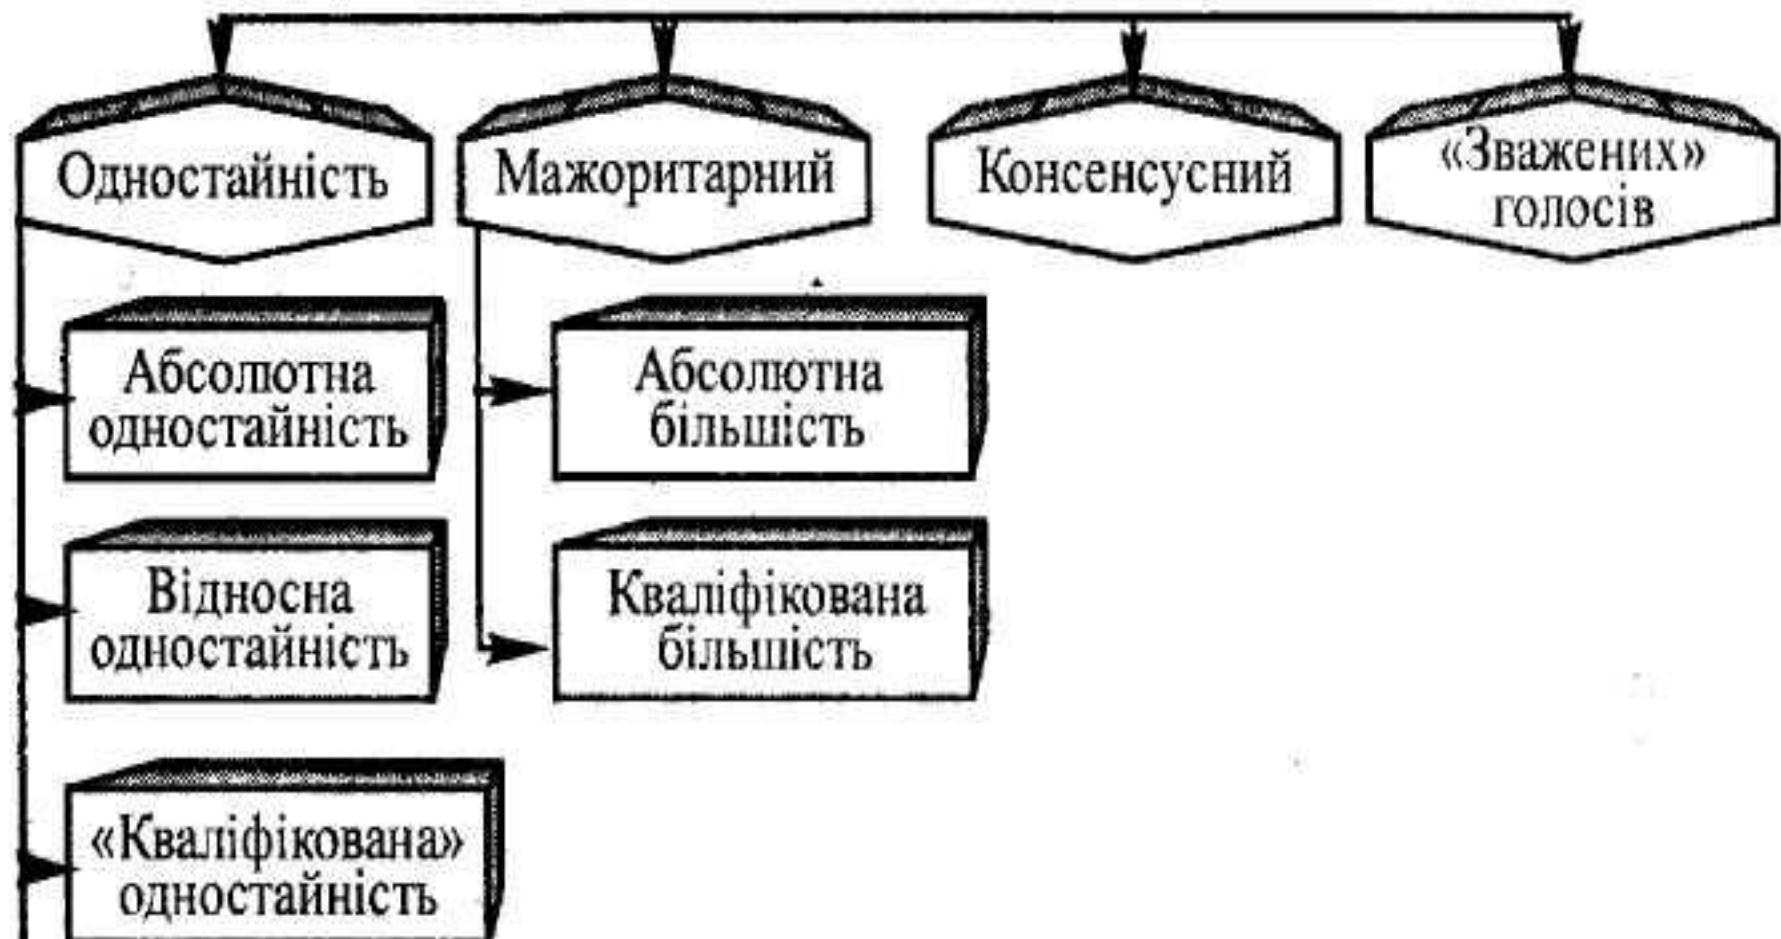 Одностайність
Мажоритарний
Консенсусний
«Зважених»
голосів
Абсолютна
одностайність
Абсолютна
більшість
Відносна
одностайність
Кваліфікована
більшість
«Кваліфікована»
одностайність